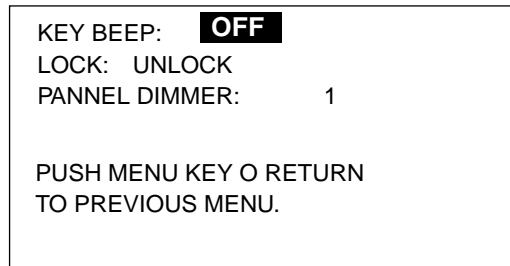 KEY BEEP: OFF
LOCK: UNLOCK
PANNEL DIMMER: 1
PUSH MENU KEY O RETURN
TO PREVIOUS MENU.